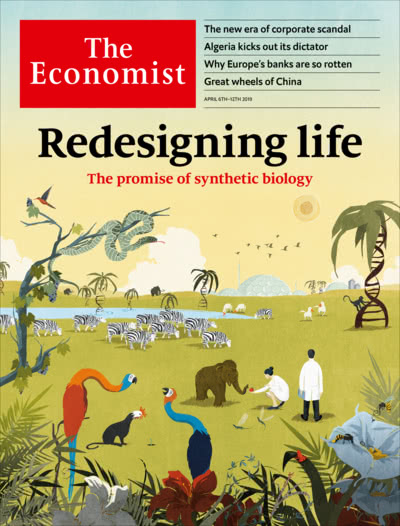 The
Economist
The new era of corporate scandal
Algeria kicks out its dictator
Why Europe's banks are so rotten
Great wheels of China
APRIL 6TH–12TH 2019
Redesigning life
The promise of synthetic biology